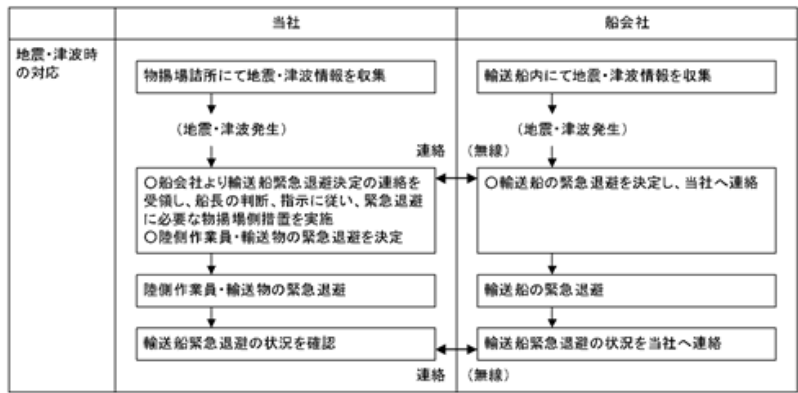 当社
船会社
地震・津波時
の対応
物揚場詰所にて地震・津波情報を収集
輸送船内にて地震・津波情報を収集
（地震・津波発生）
（地震・津波発生）
連絡
（無線）
〇船会社より輸送船緊急退避決定の連絡を
受領し、船長の判断、指示に従い、緊急退避
に必要な物揚場側措置を実施
〇陸側作業員・輸送物の緊急退避を決定
〇輸送船の緊急退避を決定し、当社へ連絡
陸側作業員・輸送物の緊急退避
輸送船の緊急退避
輸送船緊急退避の状況を確認
輸送船緊急退避の状況を当社へ連絡
連絡
（無線）